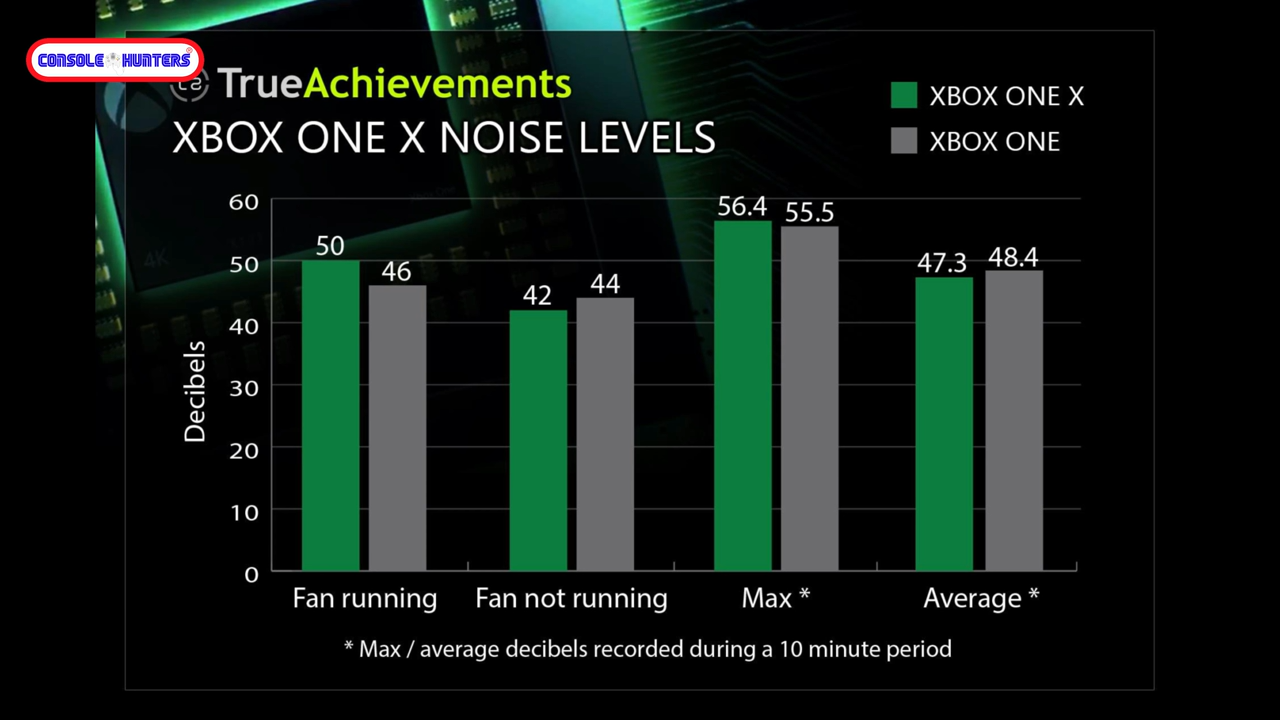 CONSOLE HUNTERS
TrueAchievements
XBOX ONE X NOISE LEVELS
XBOX ONE X
XBOX ONE
60
50
40
30
20
10
0
Decibels
50
46
42
44
56.4
55.5
47.3
48.4
Fan running
Fan not running
Max *
Average *
* Max / average decibels recorded during a 10 minute period
4K